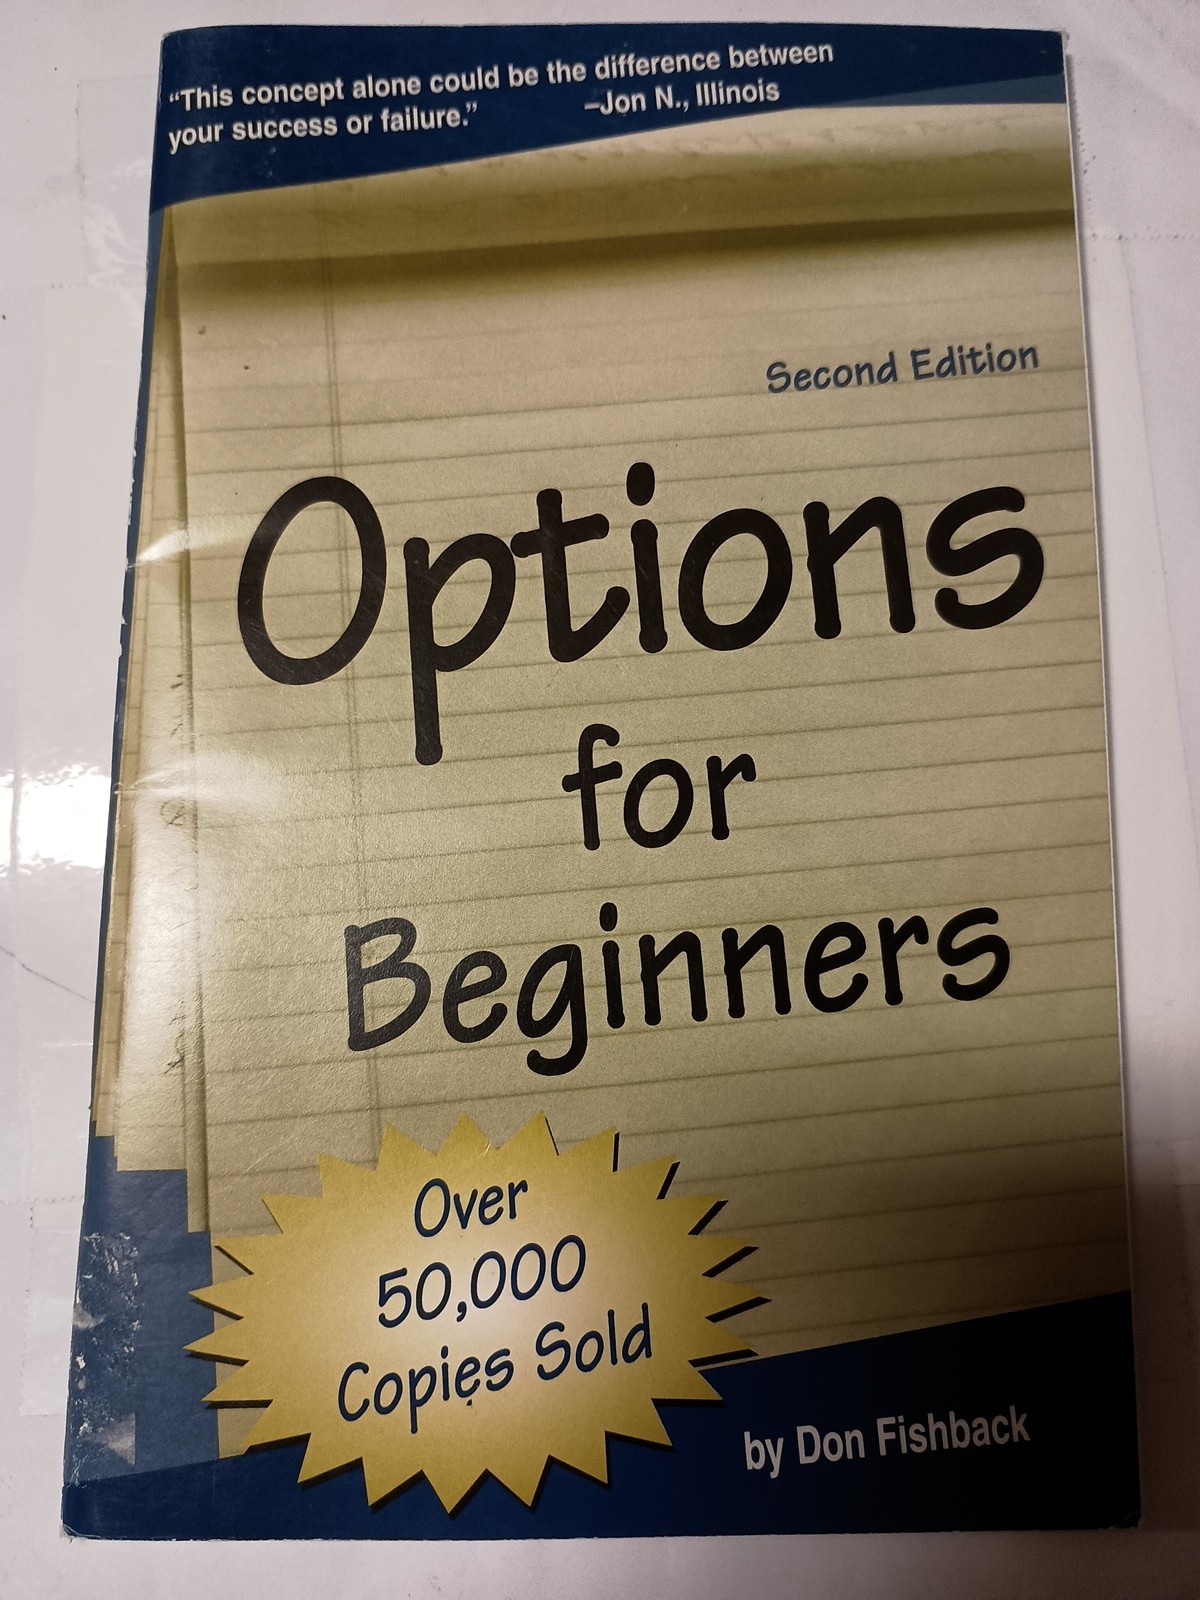 “This concept alone could be the difference between
your success or failure.” –Jon N., Illinois
Second Edition
Options
for
Beginners
Over
50,000
Copies Sold
by Don Fishback